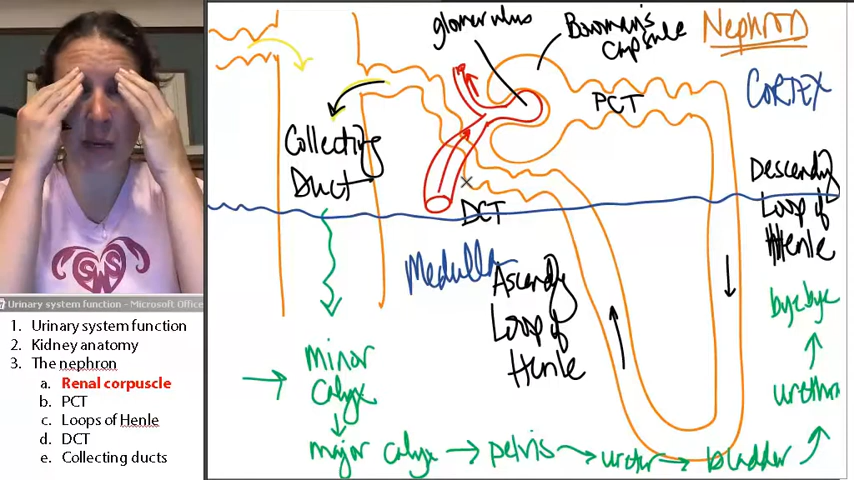 glomerulus
Bowman's
capsule
Nephron
CORTEX
PCT
Collecting
Duct
Descendy
Loop of
Henle
DCT
Medulla
Ascendy
Loop of
Henle
minor
calyx
major calyx
pelvis
ureter
bladder
urethra
bye bye
Urinary system function - Microsoft Office
1. Urinary system function
2. Kidney anatomy
3. The nephron
a. Renal corpuscle
b. PCT
c. Loops of Henle
d. DCT
e. Collecting ducts